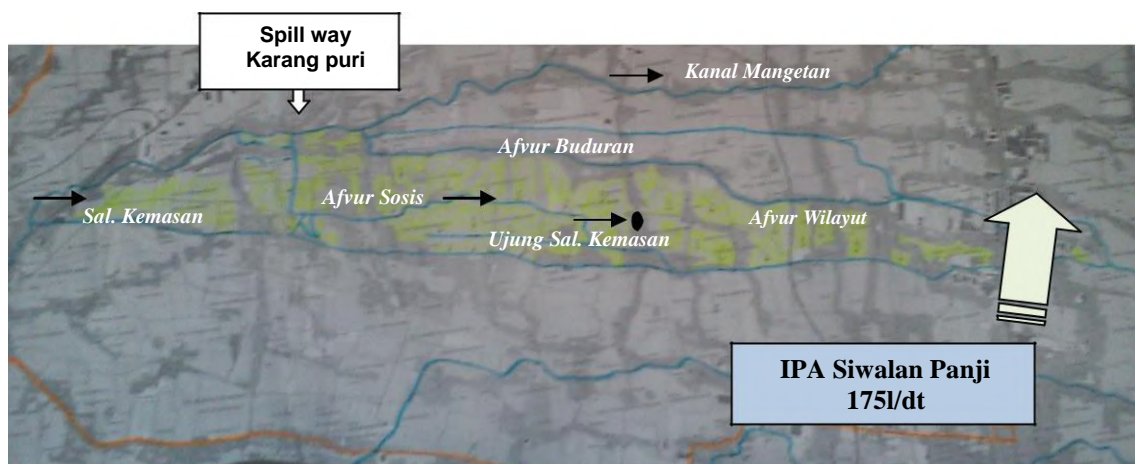 Spill way
Karang puri
Kanal Mangetan
Afvur Buduran
Afvur Sosis
Sal. Kemasan
Afvur Wilayut
Ujung Sal. Kemasan
IPA Siwalan Panji
175l/dt